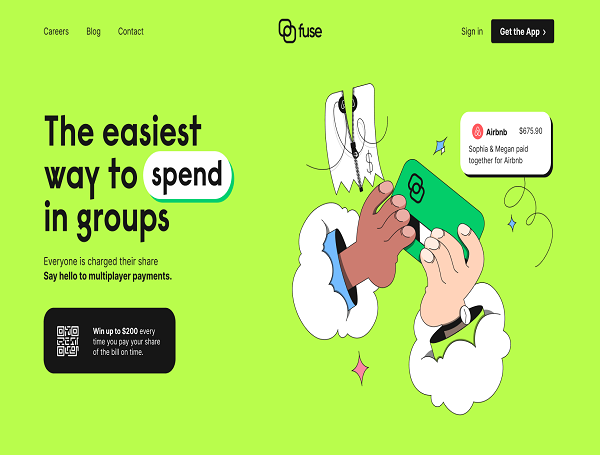 Careers
Blog
Contact
fuse
Sign in
Get the App ›
The easiest
way to spend
in groups
Everyone is charged their share
Say hello to multiplayer payments.
Win up to $200 every
time you pay your share
of the bill on time.
$
Airbnb
$675.90
Sophia & Megan paid
together for Airbnb